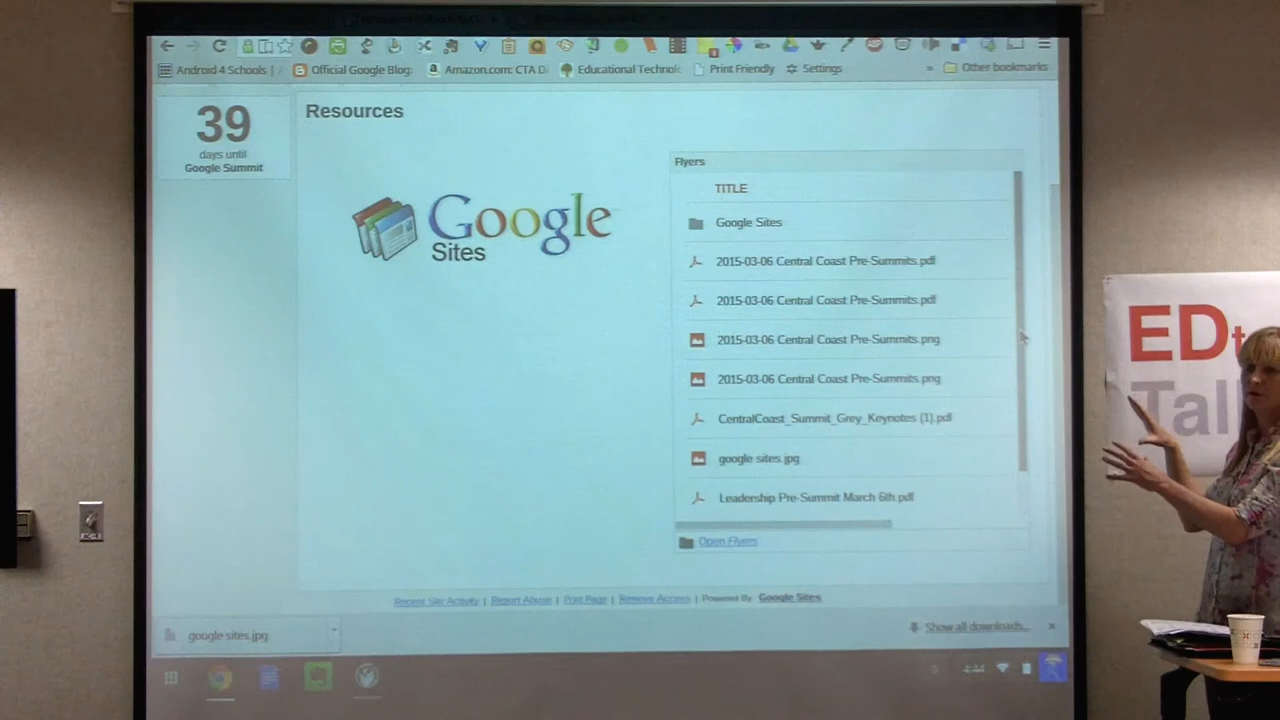 Android 4 Schools |
Official Google Blog:
Amazon.com: CTA D
Educational Technol
Print Friendly
Settings
»
Other bookmarks
39
days until
Google Summit
Resources
Google
Sites
Flyers
TITLE
Google Sites
2015-03-06 Central Coast Pre-Summits.pdf
2015-03-06 Central Coast Pre-Summits.pdf
2015-03-06 Central Coast Pre-Summits.png
2015-03-06 Central Coast Pre-Summits.png
CentralCoast_Summit_Grey_Keynotes (1).pdf
google sites.jpg
Leadership Pre-Summit March 6th.pdf
Open Flyers
Recent Site Activity | Report Abuse | Print Page | Remove Access | Powered By Google Sites
google sites.jpg
Show all downloads...
4:44
EDt
Tal